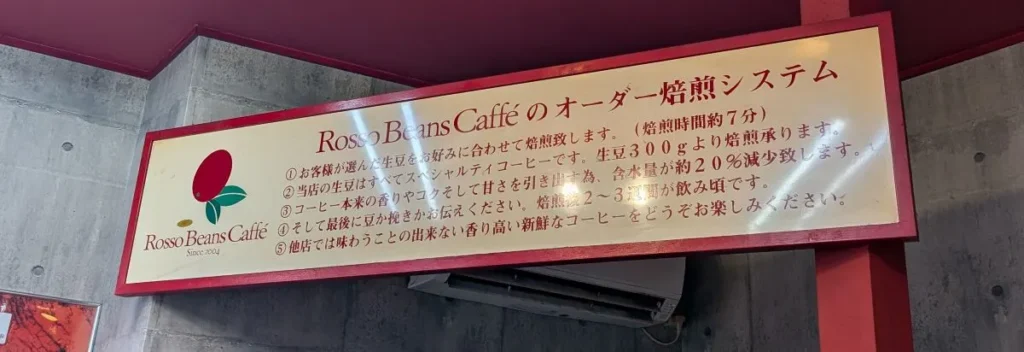 Rosso Beans Cafféのオーダー焙煎システム
①お客様が選んだ生豆をお好みに合わせて焙煎致します。(焙煎時間約7分)
②当店の生豆はすべてスペシャルティコーヒーです。生豆300gより焙煎承ります。
③コーヒー本来の香りやコクそして甘さを引き出す為、含水量が約20%減少致します。
④そして最後に豆か挽きかお伝えください。焙煎後2~3週間が飲み頃です。
⑤他店では味わうことの出来ない香り高い新鮮なコーヒーをどうぞお楽しみください。
Rosso Beans Caffé
Since 2004